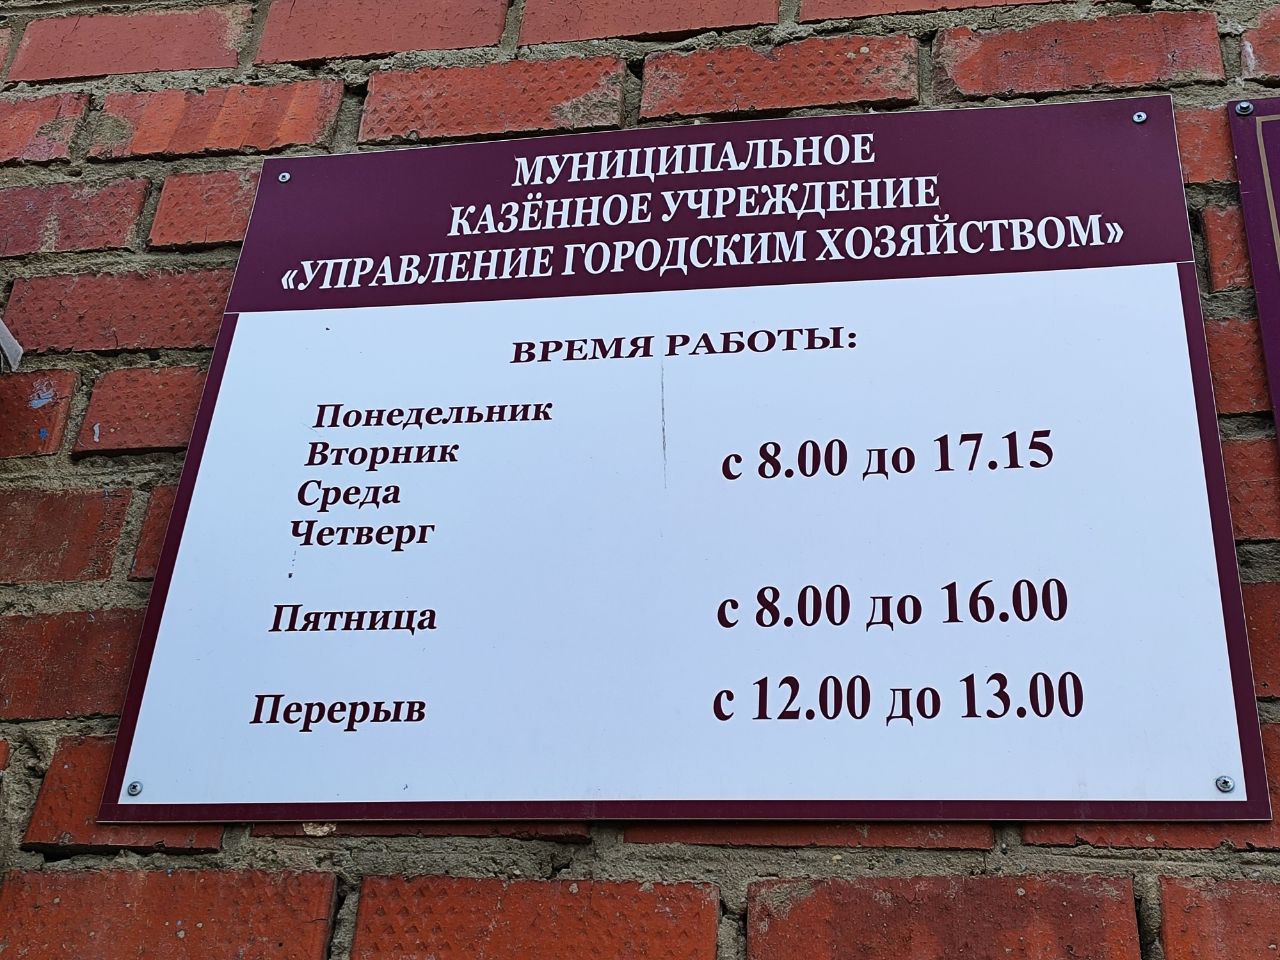 МУНИЦИПАЛЬНОЕ
КАЗЁННОЕ УЧРЕЖДЕНИЕ
«УПРАВЛЕНИЕ ГОРОДСКИМ ХОЗЯЙСТВОМ»
ВРЕМЯ РАБОТЫ:
Понедельник
Вторник
Среда
Четверг
с 8.00 до 17.15
Пятница с 8.00 до 16.00
Перерыв с 12.00 до 13.00